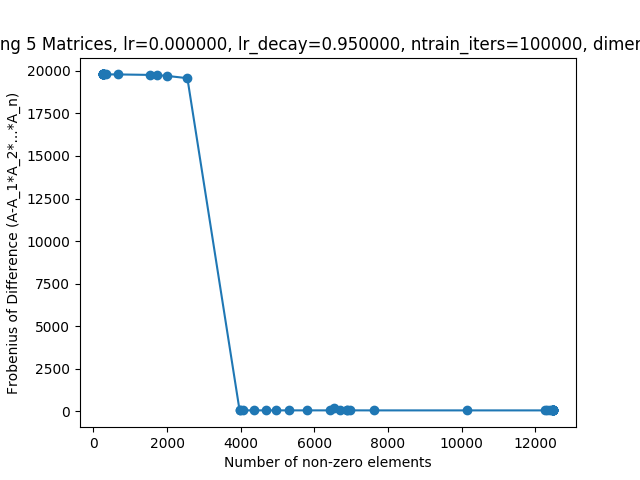 ng 5 Matrices, lr=0.000000, lr_decay=0.950000, ntrain_iters=100000, dimer
Frobenius of Difference (A-A_1*A_2*...*A_n)
20000
17500
15000
12500
10000
7500
5000
2500
0
0 2000 4000 6000 8000 10000 12000
Number of non-zero elements